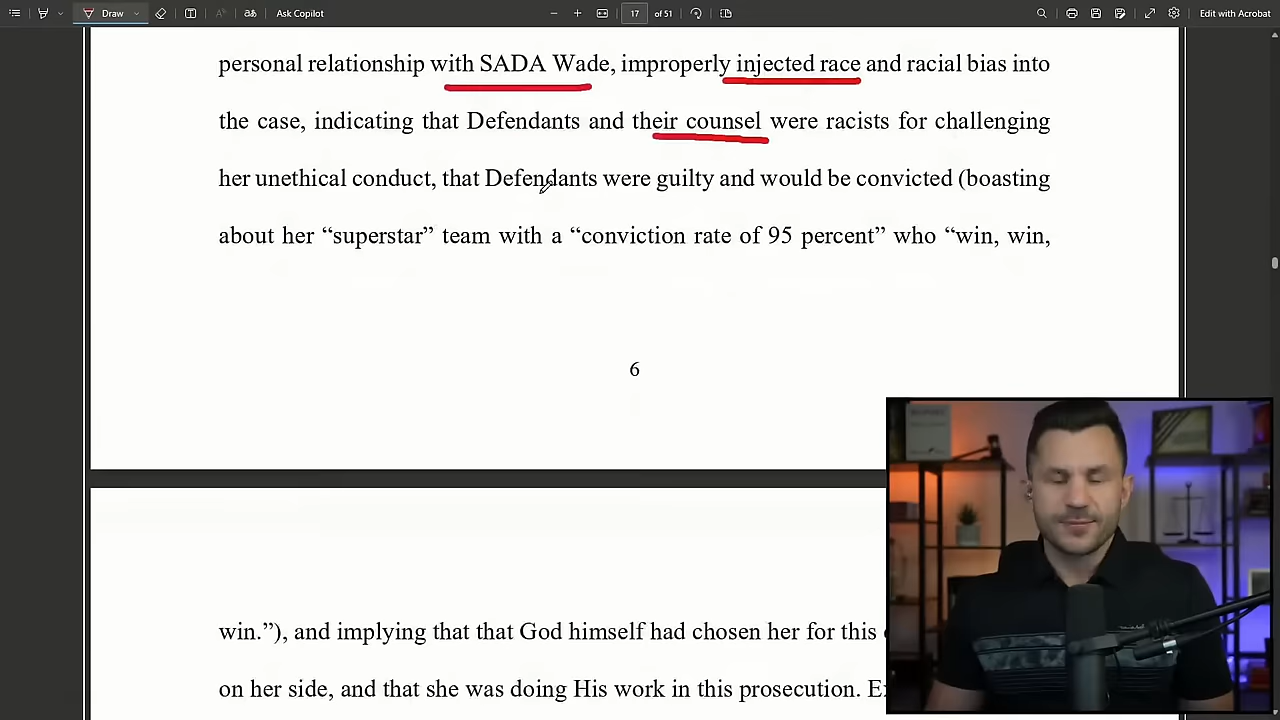 Draw
Ask Copilot
17 of 51
Edit with Acrobat
personal relationship with SADA Wade, improperly injected race and racial bias into
the case, indicating that Defendants and their counsel were racists for challenging
her unethical conduct, that Defendants were guilty and would be convicted (boasting
about her “superstar” team with a “conviction rate of 95 percent” who “win, win,
6
win.”), and implying that that God himself had chosen her for this
on her side, and that she was doing His work in this prosecution.